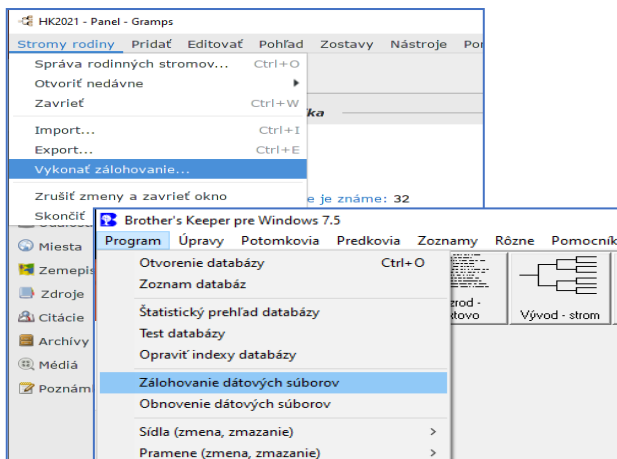 HK2021 - Panel - Gramps
Stromy rodiny Pridať Editovať Pohľad Zostavy Nástroje
Správa rodinných stromov... Ctrl+O
Otvoriť nedávne
Zavrieť Ctrl+W
Import... Ctrl+I
Export... Ctrl+E
Vykonať zálohovanie...
Zrušiť zmeny a zavrieť okno
e je známe: 32
Skončiť
Miesta
Zemepis
Zdroje
Citácie
Archívy
Médiá
Poznám
Brother's Keeper pre Windows 7.5
Program Úpravy Potomkovia Predkovia Zoznamy Rôzne Pomocník
Otvorenie databázy Ctrl+O
Zoznam databáz
Štatistický prehľad databázy
Test databázy
Opraviť indexy databázy
Zálohovanie dátových súborov
Obnovenie dátových súborov
Sídla (zmena, zmazanie) >
Pramene (zmena, zmazanie) >
zrod -
Vývod - strom